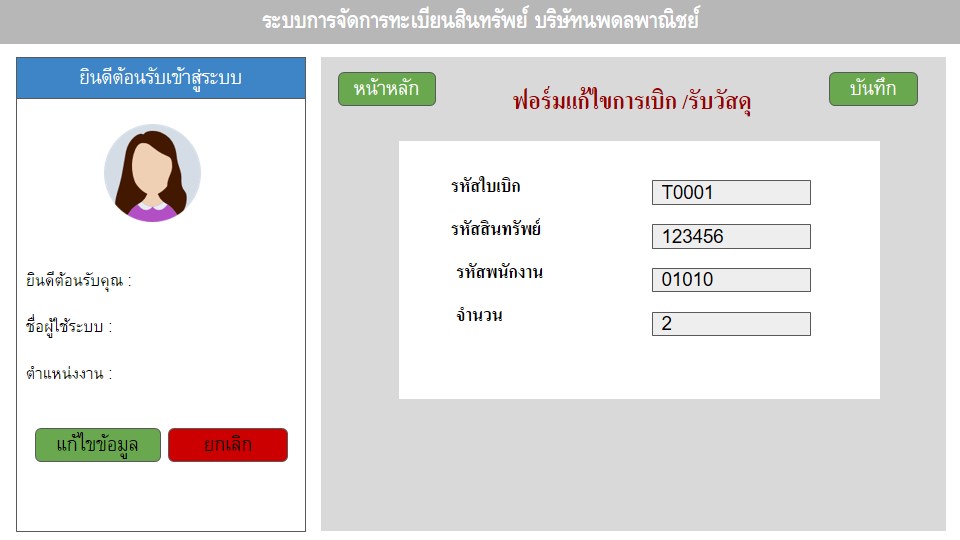 ระบบการจัดการทะเบียนสินทรัพย์ บริษัทนพดลพาณิชย์
ยินดีต้อนรับเข้าสู่ระบบ
ยินดีต้อนรับคุณ :
ชื่อผู้ใช้ระบบ :
ตำแหน่งงาน :
แก้ไขข้อมูล ยกเลิก
หน้าหลัก
ฟอร์มแก้ไขการเบิก /รับวัสดุ
บันทึก
รหัสใบเบิก T0001
รหัสสินทรัพย์ 123456
รหัสพนักงาน 01010
จำนวน 2